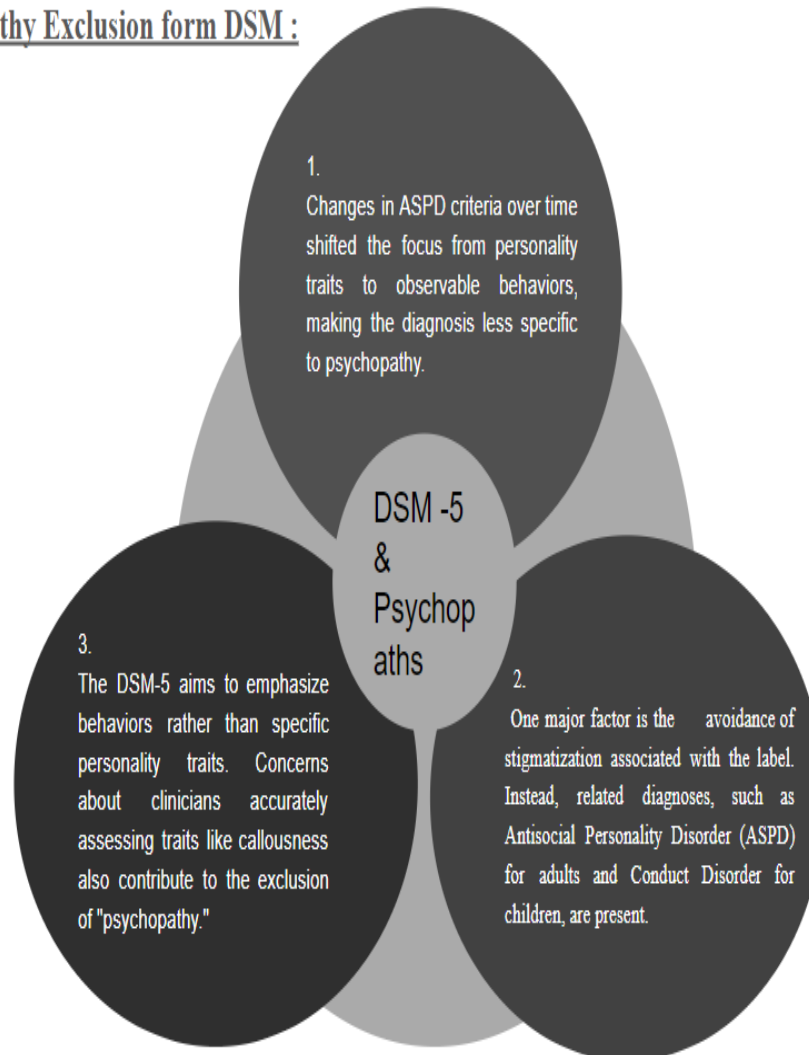 thy Exclusion form DSM :
1.
Changes in ASPD criteria over time
shifted the focus from personality
traits to observable behaviors,
making the diagnosis less specific
to psychopathy.
DSM -5
&
Psychop
aths
3.
The DSM-5 aims to emphasize
behaviors rather than specific
personality traits. Concerns
about clinicians accurately
assessing traits like callousness
also contribute to the exclusion
of "psychopathy."
2.
One major factor is the avoidance of
stigmatization associated with the label.
Instead, related diagnoses, such as
Antisocial Personality Disorder (ASPD)
for adults and Conduct Disorder for
children, are present.